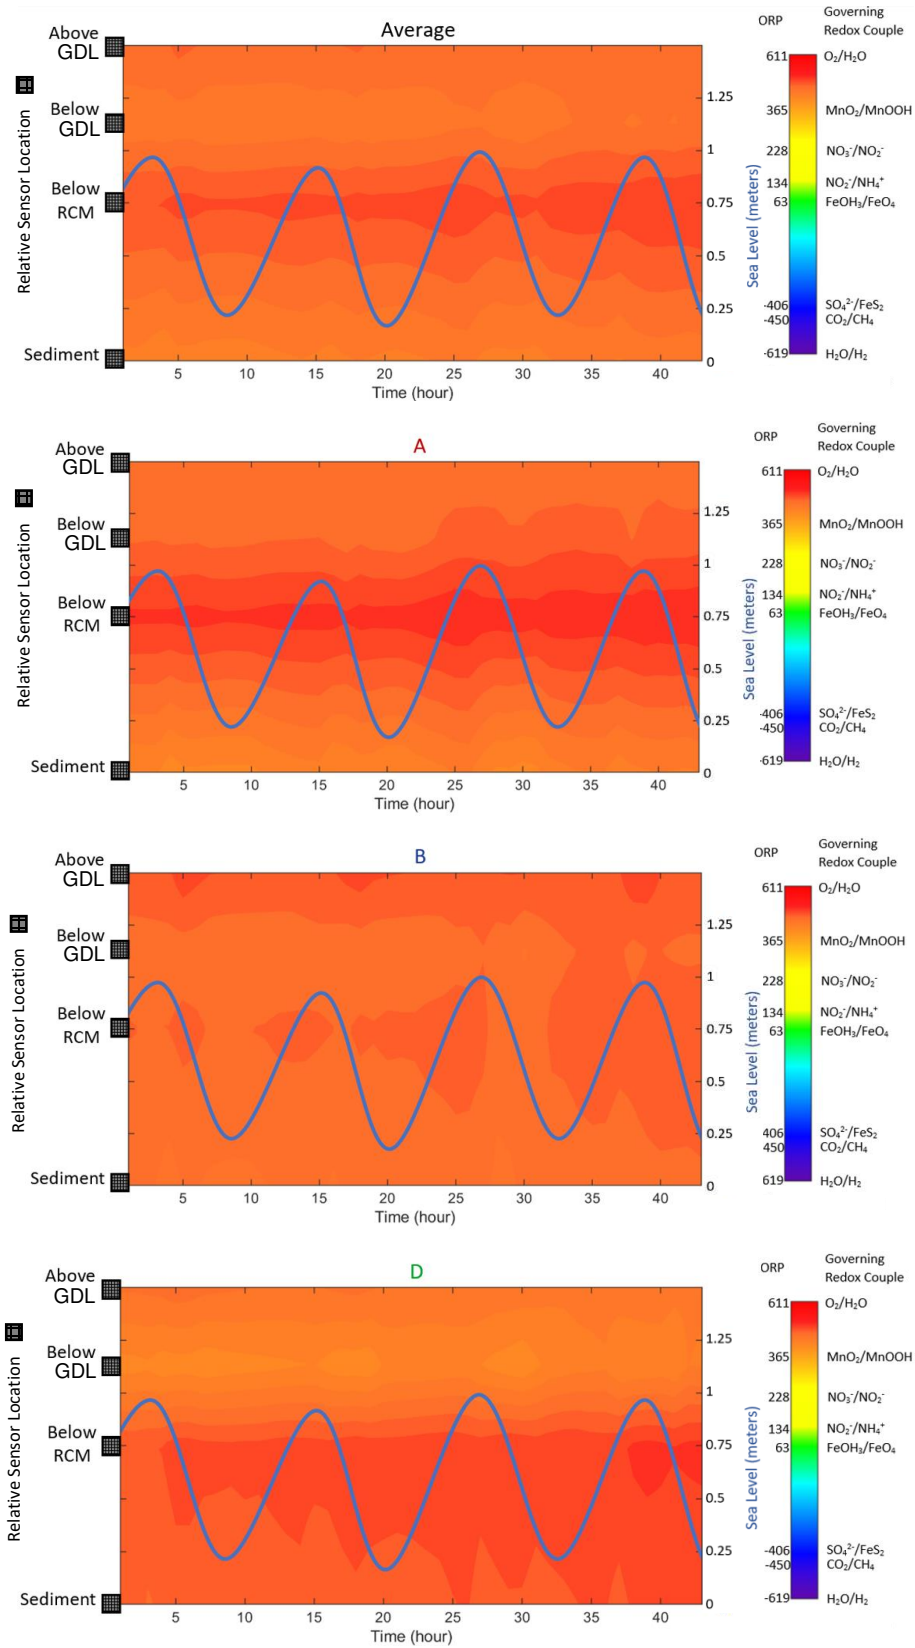 Average
Above
GDL
Below
GDL
Below
RCM
Sediment
Relative Sensor Location
5 10 15 20 25 30 35 40
Time (hour)
1.25
1
0.75
0.5
0.25
0
Sea Level (meters)
ORP
Governing
Redox Couple
611 O₂/H₂O
365 MnO₂/MnOOH
228 NO₃⁻/NO₂⁻
134 NO₂⁻/NH₄⁺
63 FeOH₃/FeO₄
-406 SO₄²⁻/FeS₂
-450 CO₂/CH₄
-619 H₂O/H₂
A
Above
GDL
Below
GDL
Below
RCM
Sediment
Relative Sensor Location
5 10 15 20 25 30 35 40
Time (hour)
1.25
1
0.75
0.5
0.25
0
Sea Level (meters)
ORP
Governing
Redox Couple
611 O₂/H₂O
365 MnO₂/MnOOH
228 NO₃⁻/NO₂⁻
134 NO₂⁻/NH₄⁺
63 FeOH₃/FeO₄
-406 SO₄²⁻/FeS₂
-450 CO₂/CH₄
-619 H₂O/H₂
B
Above
GDL
Below
GDL
Below
RCM
Sediment
Relative Sensor Location
5 10 15 20 25 30 35 40
Time (hour)
1.25
1
0.75
0.5
0.25
0
Sea Level (meters)
ORP
Governing
Redox Couple
611 O₂/H₂O
365 MnO₂/MnOOH
228 NO₃⁻/NO₂⁻
134 NO₂⁻/NH₄⁺
63 FeOH₃/FeO₄
406 SO₄²⁻/FeS₂
450 CO₂/CH₄
619 H₂O/H₂
D
Above
GDL
Below
GDL
Below
RCM
Sediment
Relative Sensor Location
5 10 15 20 25 30 35 40
Time (hour)
1.25
1
0.75
0.5
0.25
0
Sea Level (meters)
ORP
Governing
Redox Couple
611 O₂/H₂O
365 MnO₂/MnOOH
228 NO₃⁻/NO₂⁻
134 NO₂⁻/NH₄⁺
63 FeOH₃/FeO₄
-406 SO₄²⁻/FeS₂
-450 CO₂/CH₄
-619 H₂O/H₂